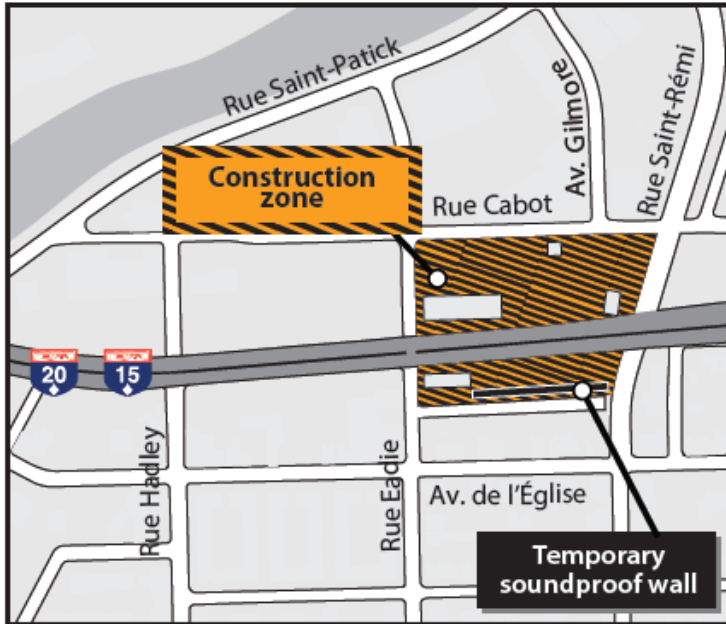 Rue Saint-Patick
Av. Gilmore
Rue Saint-Rémi
Construction
zone
Rue Cabot
20
15
Rue Hadley
Rue Eadie
Av. de l'Église
Temporary
soundproof wall